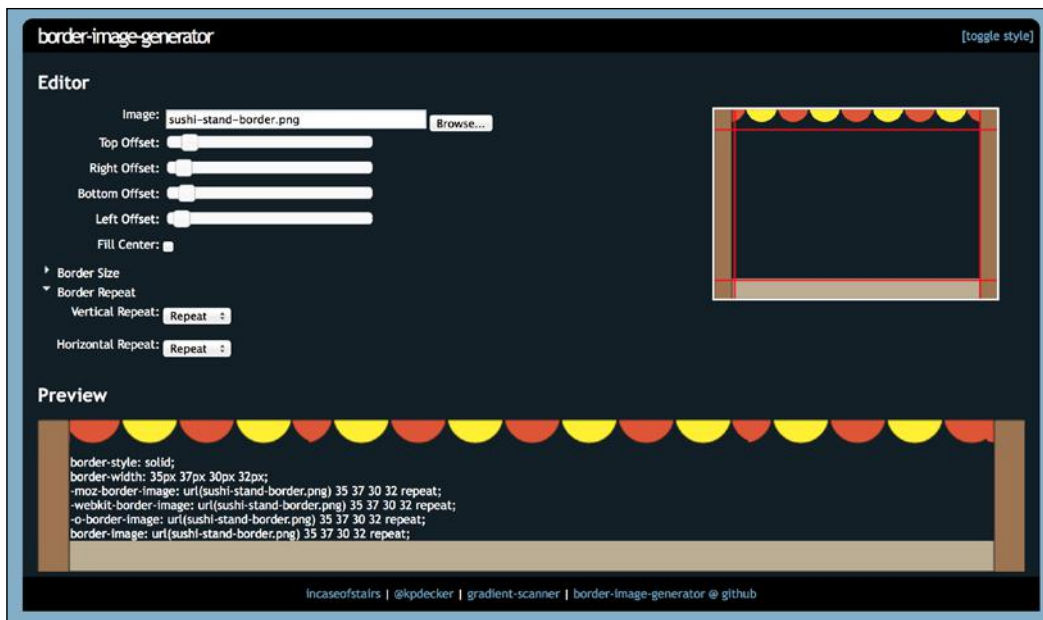 border-image-generator
[toggle style]
Editor
Image: sushi-stand-border.png Browse...
Top Offset:
Right Offset:
Bottom Offset:
Left Offset:
Fill Center:
Border Size
Border Repeat
Vertical Repeat: Repeat
Horizontal Repeat: Repeat
Preview
border-style: solid;
border-width: 35px 37px 30px 32px;
-moz-border-image: url(sushi-stand-border.png) 35 37 30 32 repeat;
-webkit-border-image: url(sushi-stand-border.png) 35 37 30 32 repeat;
-o-border-image: url(sushi-stand-border.png) 35 37 30 32 repeat;
border-image: url(sushi-stand-border.png) 35 37 30 32 repeat;
incaseofstairs | @kpdecker | gradient-scanner | border-image-generator @ github